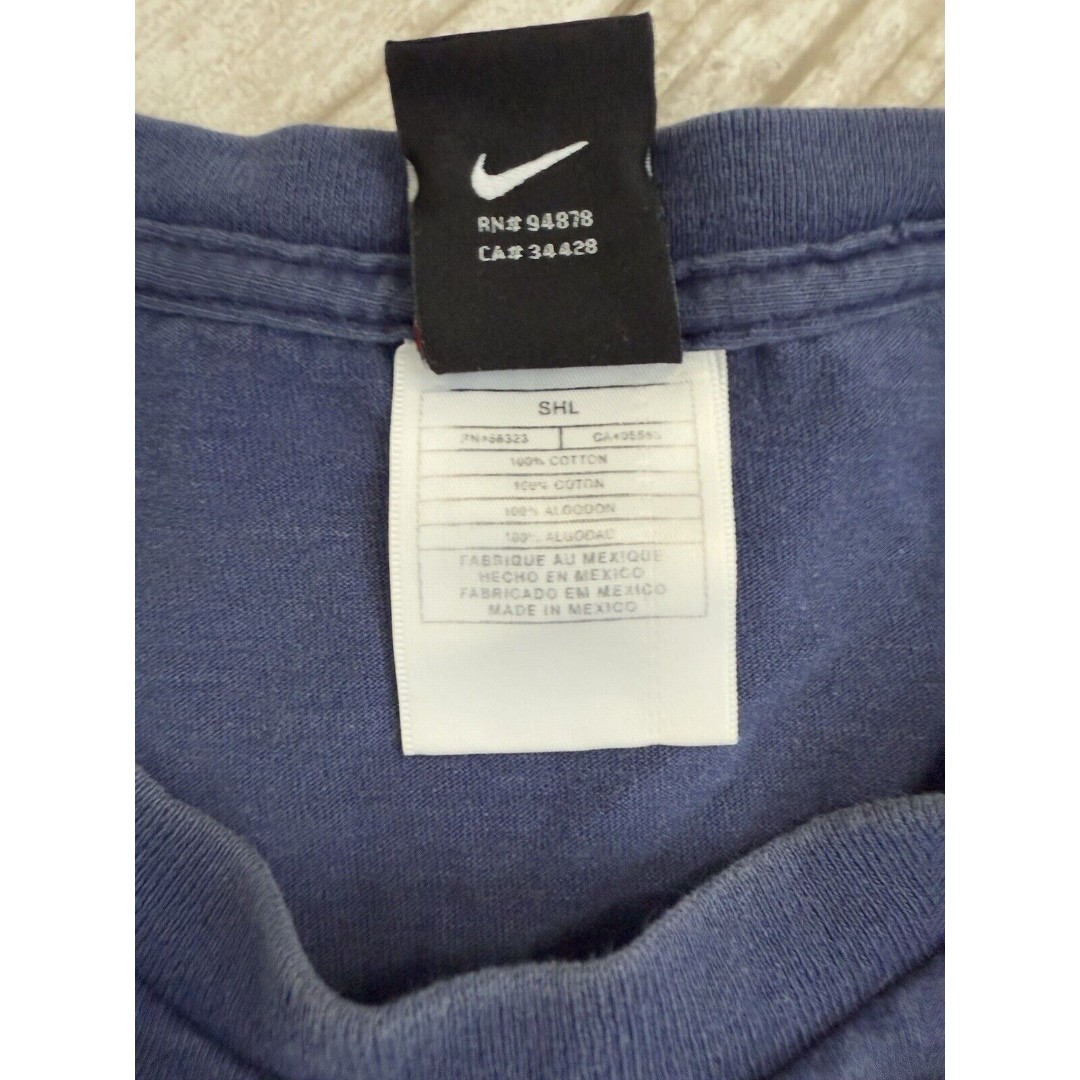 RN# 94878
CA# 34428
SHL
100% COTTON
100% COTON
100% ALGODON
100% ALGODAO
FABRIQUE AU MEXIQUE
HECHO EN MEXICO
FABRICADO EM MEXICO
MADE IN MEXICO